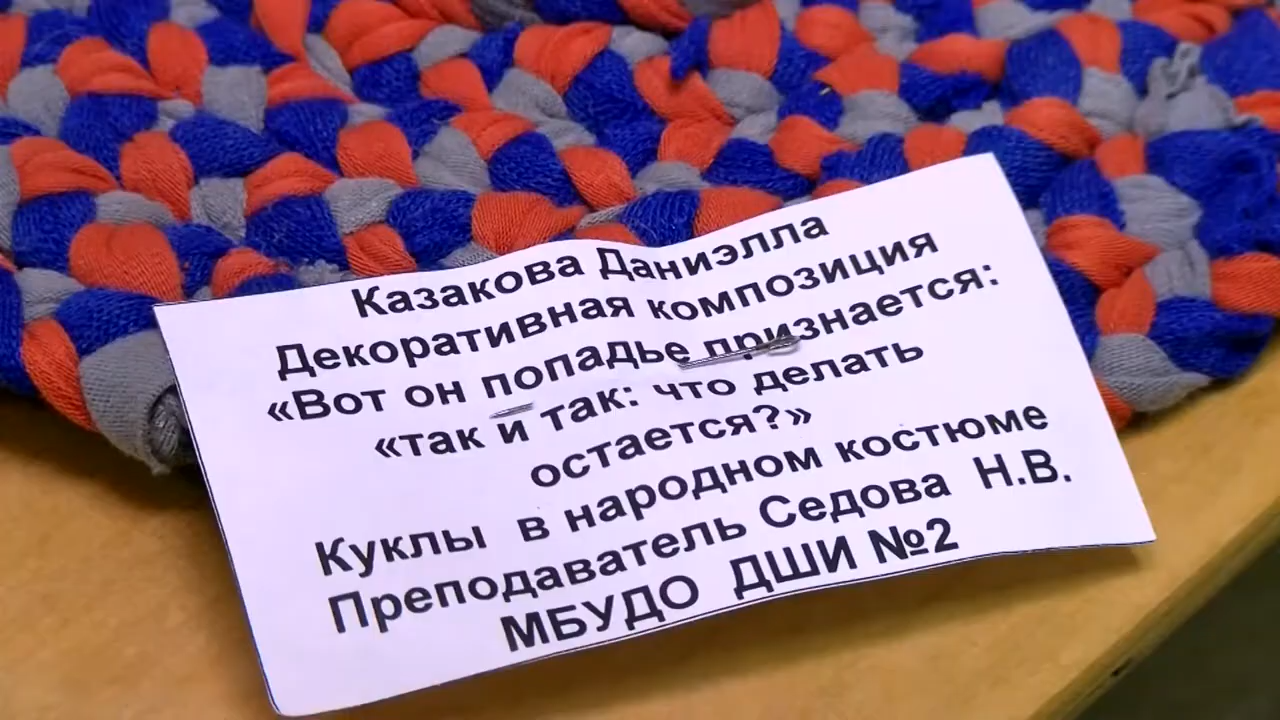 Казакова Даниэлла
Декоративная композиция
«Вот он попадье признается:
«так и так: что делать
остается?»
Куклы в народном костюме
Преподаватель Седова Н.В.
МБУДО ДШИ №2